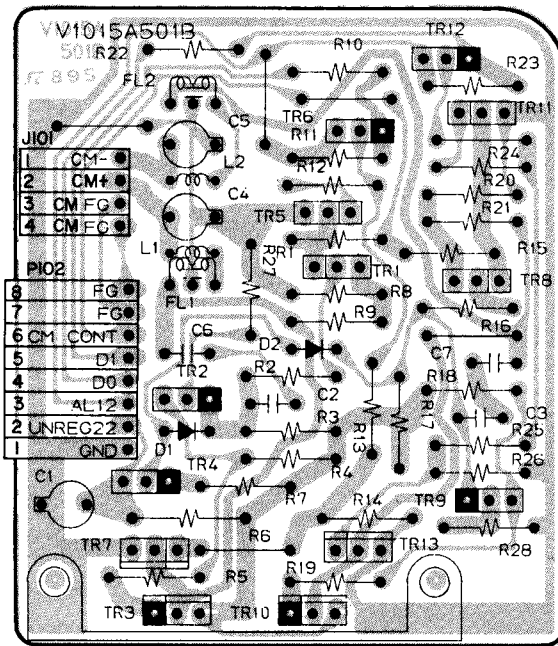 V1015A501B
R22
R10
TR12
R23
FL2
TR6
C5
R11
TR11
J101
L2
R12
R24
1 CM-
2 CM+
C4
R20
3 CM FG
R21
4 CM FG
TR5
L1
R27
R1
R15
P102
TR1
TR8
8 FG
FL1
R8
7 FG
R9
R16
6 CM CONT
C6
D2
C7
5 D1
TR2
R2
R18
4 D0
C2
3 AL12
R3
R13
R17
C3
2 UNREG22
R25
1 GND
D1
TR4
R4
R26
C1
R7
R14
TR9
R6
R28
TR7
R5
R19
TR13
TR3
TR10